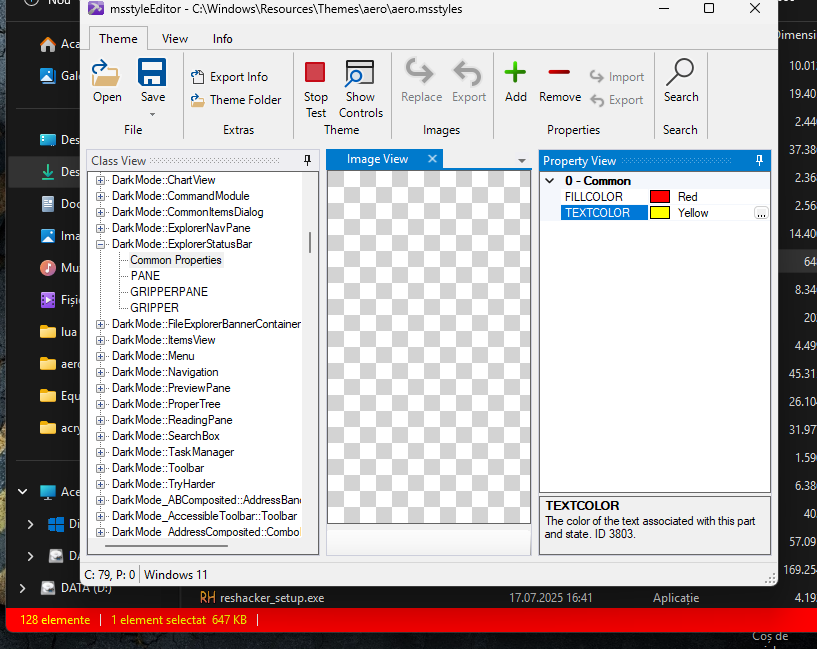 msstyleEditor - C:\Windows\Resources\Themes\aero\aero.msstyles
Theme View Info
Open
Save
Export Info
Theme Folder
Stop Test
Show Controls
Replace
Export
Add
Remove
Import
Export
Search
File
Extras
Theme
Images
Properties
Search
Class View
DarkMode::ChartView
DarkMode::CommandModule
DarkMode::CommonItemsDialog
DarkMode::ExplorerNavPane
DarkMode::ExplorerStatusBar
Common Properties
PANE
GRIPPERPANE
GRIPPER
DarkMode::FileExplorerBannerContainer
DarkMode::ItemsView
DarkMode::Menu
DarkMode::Navigation
DarkMode::PreviewPane
DarkMode::ProperTree
DarkMode::ReadingPane
DarkMode::SearchBox
DarkMode::TaskManager
DarkMode::Toolbar
DarkMode::TryHarder
DarkMode_ABComposited::AddressBan
DarkMode_AccessibleToolbar::Toolbar
DarkMode_AddressComposited::Combo
Image View
Property View
0 - Common
FILLCOLOR Red
TEXTCOLOR Yellow
...
TEXTCOLOR
The color of the text associated with this part
and state. ID 3803.
C: 79, P: 0 Windows 11
Aca
Gal
Des
Des
Doc
Ima
Mu
Fiși
lua
aero
Equ
acry
Ace
Di
DA
DATA (D:)
Dimensi
10.01
19.40
2.44
37.38
2.36
2.56
14.40
64
8.34
20.
4.49
45.31
26.10
31.97
1.59
6.38
40.
57.09
169.25
reshacker_setup.exe 17.07.2025 16:41 Aplicație 4.19
128 elemente | 1 element selectat 647 KB |
Coș de